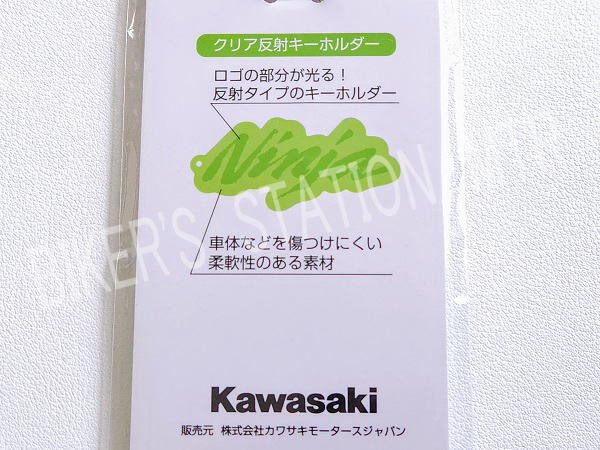 クリア反射キーホルダー
ロゴの部分が光る！
反射タイプのキーホルダー
Ninja
車体などを傷つけにくい
柔軟性のある素材
Kawasaki
販売元 株式会社カワサキモータースジャパン
BIKER'S STATION